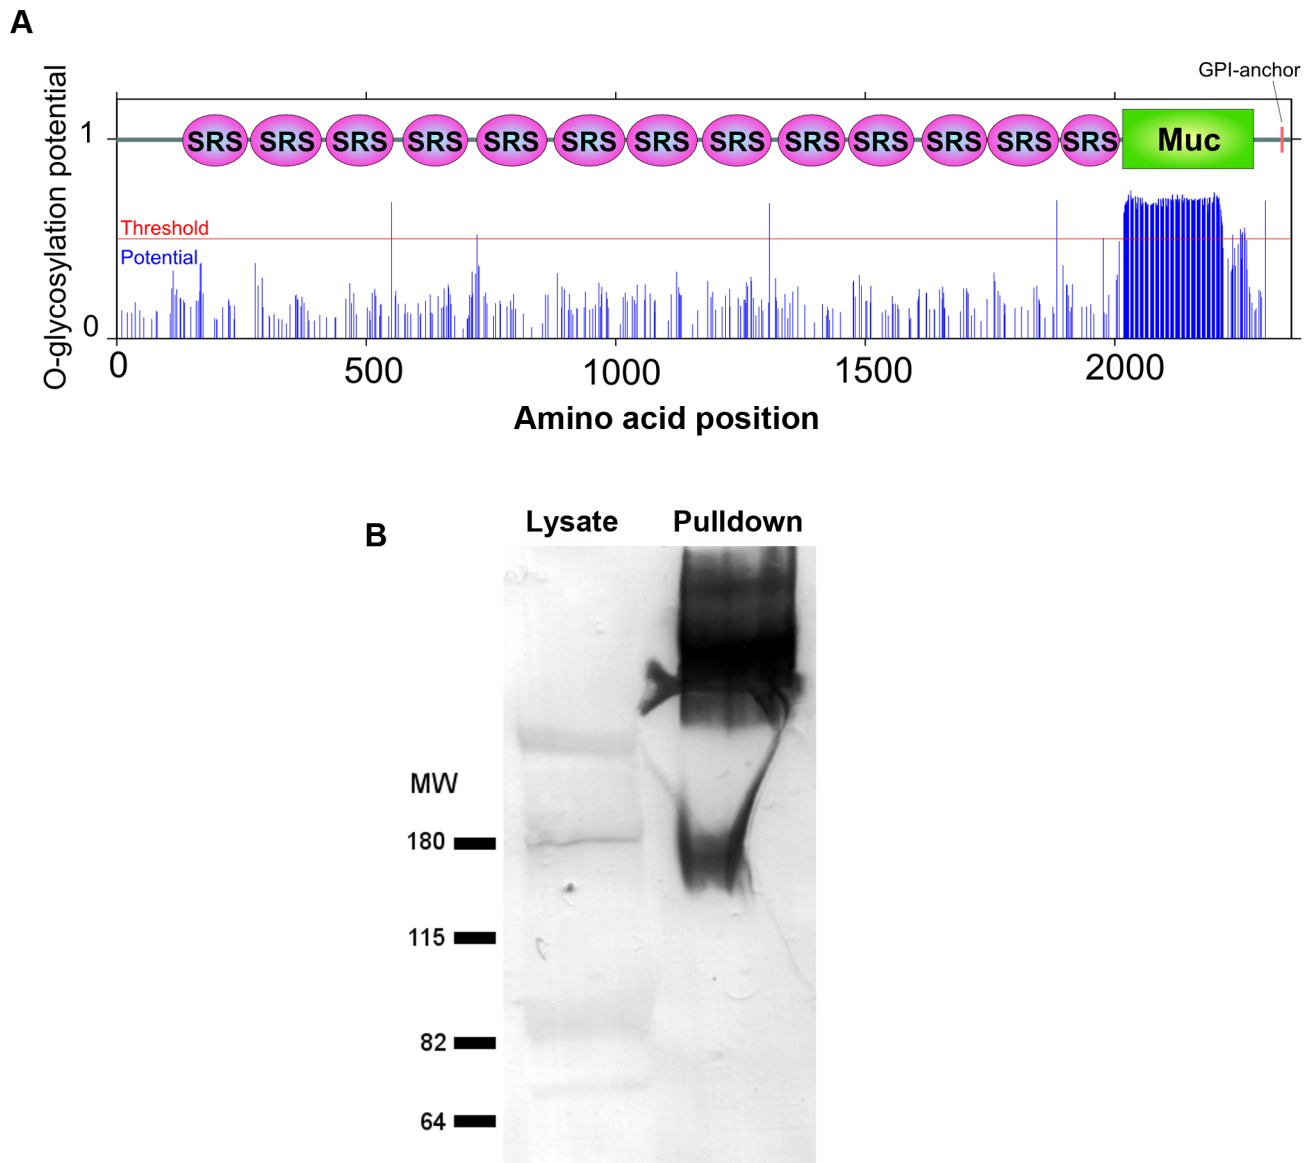 A
GPI-anchor
O-glycosylation potential
1
SRS SRS SRS SRS SRS SRS SRS SRS SRS SRS SRS SRS SRS Muc
Threshold
Potential
0
0 500 1000 1500 2000
Amino acid position
B
Lysate Pulldown
MW
180
115
82
64